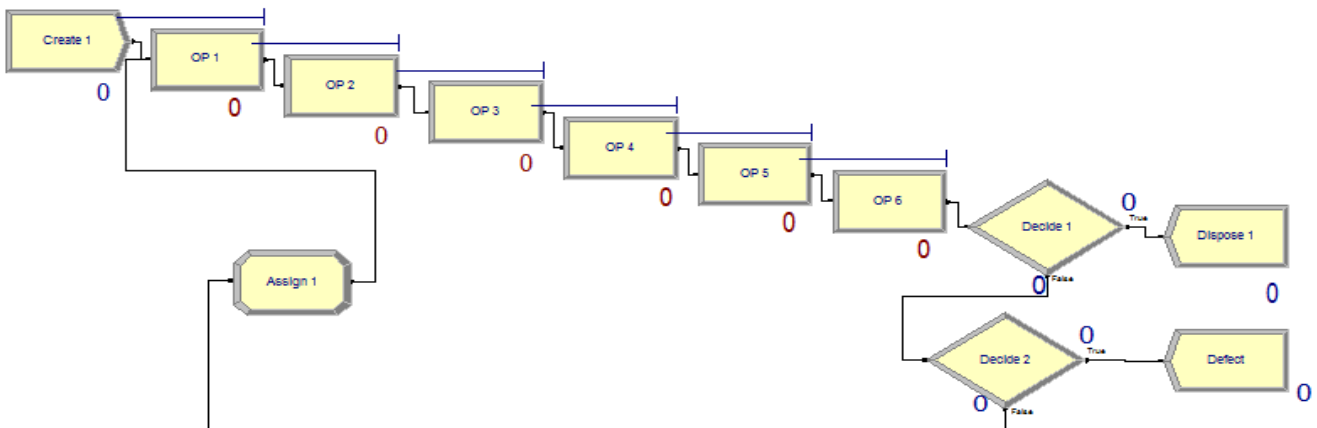 Create 1
0
OP 1
0
OP 2
0
OP 3
0
OP 4
0
OP 5
0
OP 6
0
Decide 1
0
True
0
False
Dispose 1
0
Assign 1
Decide 2
0
True
0
False
Defect
0